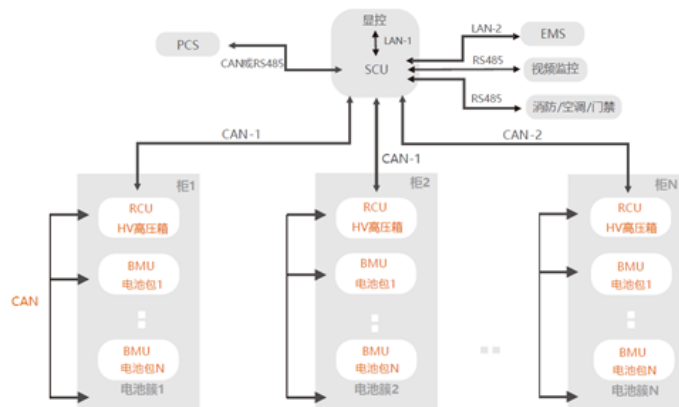 显控
LAN-1
SCU
PCS
CAN或RS485
LAN-2
EMS
RS485
视频监控
RS485
消防/空调/门禁
CAN-1
CAN-1
CAN-2
柜1
RCU
HV高压箱
BMU
电池包1
BMU
电池包N
电池簇1
CAN
柜2
RCU
HV高压箱
BMU
电池包1
BMU
电池包N
电池簇2
柜N
RCU
HV高压箱
BMU
电池包1
BMU
电池包N
电池簇N